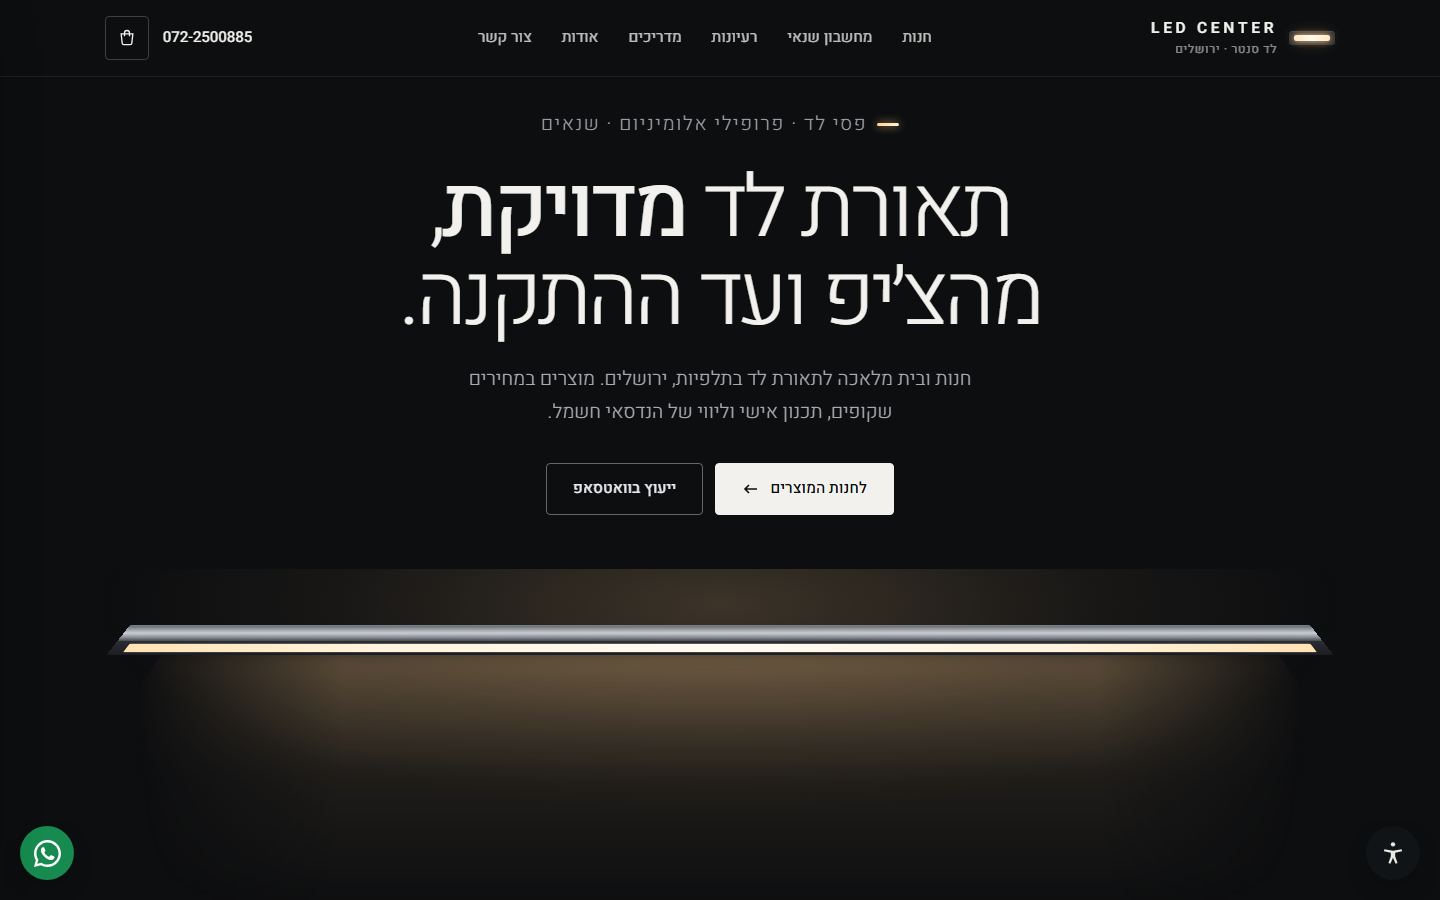 LED CENTER
לד סנטר · ירושלים
חנות
מחשבון שנאי
רעיונות
מדריכים
אודות
צור קשר
072-2500885
פסי לד · פרופילי אלומיניום · שנאים
תאורת לד מדויקת,
מהצ'יפ ועד ההתקנה.
חנות ובית מלאכה לתאורת לד בתלפיות, ירושלים. מוצרים במחירים
שקופים, תכנון אישי וליווי של הנדסאי חשמל.
לחנות המוצרים ←
ייעוץ בוואטסאפ